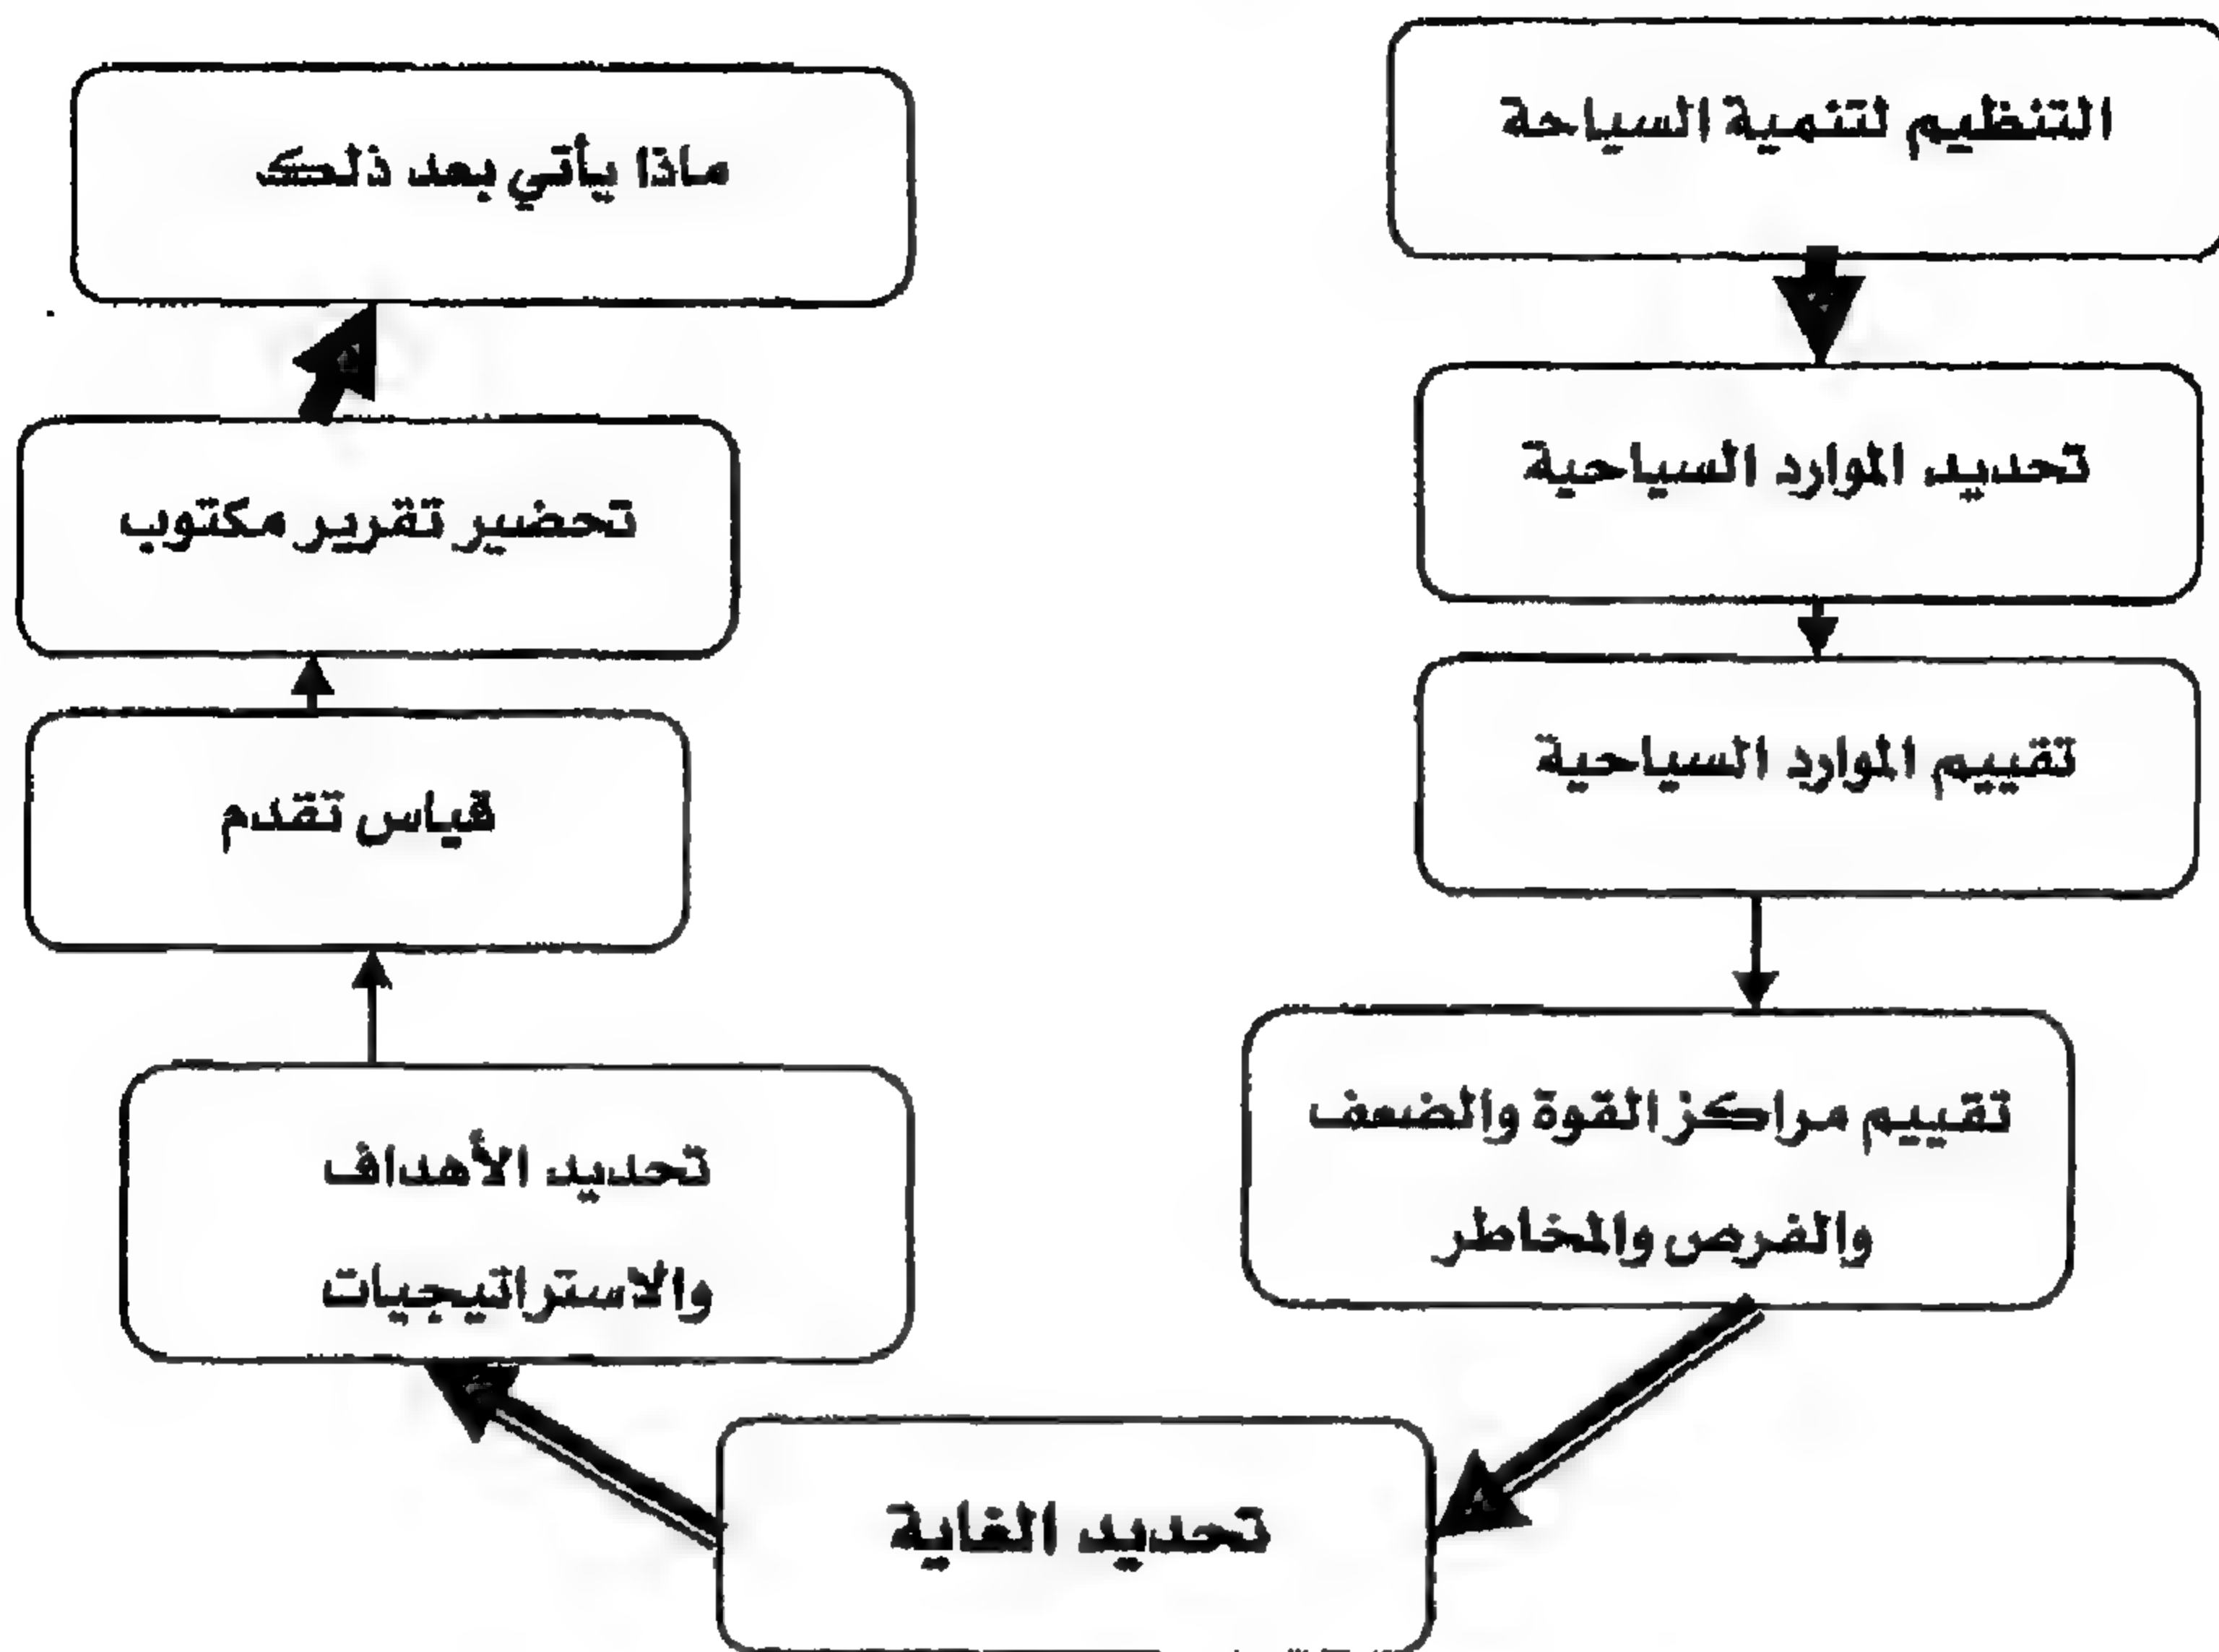 التنظيم لتنمية السياحة
تحديد الموارد السياحية
تقييم الموارد السياحية
تقييم مراكز القوة والضعف
والفرص والمخاطر
تحديد الغاية
تحديد الأهداف
والاستراتيجيات
قياس تقدم
تحضير تقرير مكتوب
ماذا يأتي بعد ذلك